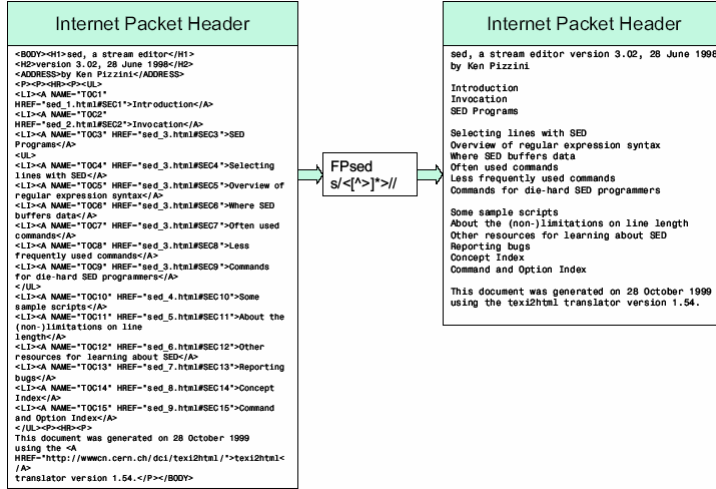 Internet Packet Header
<BODY><H1>sed, a stream editor</H1>
<H2>version 3.02, 28 June 1998</H2>
<ADDRESS>by Ken Pizzini</ADDRESS>
<P><P><HR><P><UL>
<LI><A NAME="TOC1"
HREF="sed_1.html#SEC1">Introduction</A>
<LI><A NAME="TOC2"
HREF="sed_2.html#SEC2">Invocation</A>
<LI><A NAME="TOC3" HREF="sed_3.html#SEC3">SED
Programs</A>
<UL>
<LI><A NAME="TOC4" HREF="sed_3.html#SEC4">Selecting
lines with SED</A>
<LI><A NAME="TOC5" HREF="sed_3.html#SEC5">Overview of
regular expression syntax</A>
<LI><A NAME="TOC6" HREF="sed_3.html#SEC6">Where SED
buffers data</A>
<LI><A NAME="TOC7" HREF="sed_3.html#SEC7">Often used
commands</A>
<LI><A NAME="TOC8" HREF="sed_3.html#SEC8">Less
frequently used commands</A>
<LI><A NAME="TOC9" HREF="sed_3.html#SEC9">Commands
for die-hard SED programmers</A>
</UL>
<LI><A NAME="TOC10" HREF="sed_4.html#SEC10">Some
sample scripts</A>
<LI><A NAME="TOC11" HREF="sed_5.html#SEC11">About the
(non-)limitations on line
length</A>
<LI><A NAME="TOC12" HREF="sed_6.html#SEC12">Other
resources for learning about SED</A>
<LI><A NAME="TOC13" HREF="sed_7.html#SEC13">Reporting
bugs</A>
<LI><A NAME="TOC14" HREF="sed_8.html#SEC14">Concept
Index</A>
<LI><A NAME="TOC15" HREF="sed_9.html#SEC15">Command
and Option Index</A>
</UL><P><HR><P>
This document was generated on 28 October 1999
using the <A
HREF="http://wwwcn.cern.ch/dci/texi2html/">texi2html<
/A>
translator version 1.54.</P></BODY>
FPsed
s/<[^>]*>//
Internet Packet Header
sed, a stream editor version 3.02, 28 June 1998
by Ken Pizzini
Introduction
Invocation
SED Programs
Selecting lines with SED
Overview of regular expression syntax
Where SED buffers data
Often used commands
Less frequently used commands
Commands for die-hard SED programmers
Some sample scripts
About the (non-)limitations on line length
Other resources for learning about SED
Reporting bugs
Concept Index
Command and Option Index
This document was generated on 28 October 1999
using the texi2html translator version 1.54.